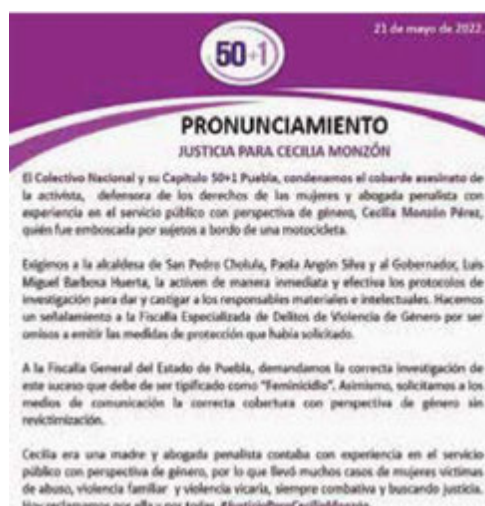 21 de mayo de 2022.
50+1
PRONUNCIAMIENTO
JUSTICIA PARA CECILIA MONZÓN
El Colectivo Nacional y su Capítulo 50+1 Puebla, condenamos el cobarde asesinato de
la activista, defensora de los derechos de las mujeres y abogada penalista con
experiencia en el servicio público con perspectiva de género, Cecilia Monzón Pérez,
quién fue emboscada por sujetos a bordo de una motocicleta.
Exigimos a la alcaldesa de San Pedro Cholula, Paola Angón Silva y al Gobernador, Luis
Miguel Barbosa Huerta, la activen de manera inmediata y efectiva los protocolos de
investigación para dar y castigar a los responsables materiales e intelectuales. Hacemos
un señalamiento a la Fiscalía Especializada de Delitos de Violencia de Género por ser
omisos a emitir las medidas de protección que había solicitado.
A la Fiscalía General del Estado de Puebla, demandamos la correcta investigación de
este suceso que debe de ser tipificado como "Feminicidio". Asimismo, solicitamos a los
medios de comunicación la correcta cobertura con perspectiva de género sin
revictimización.
Cecilia era una madre y abogada penalista contaba con experiencia en el servicio
público con perspectiva de género, por lo que llevó muchos casos de mujeres víctimas
de abuso, violencia familiar y violencia vicaria, siempre combativa y buscando justicia.
Hoy reclamamos por ella y por todas. #JusticiaParaCeciliaMonzón